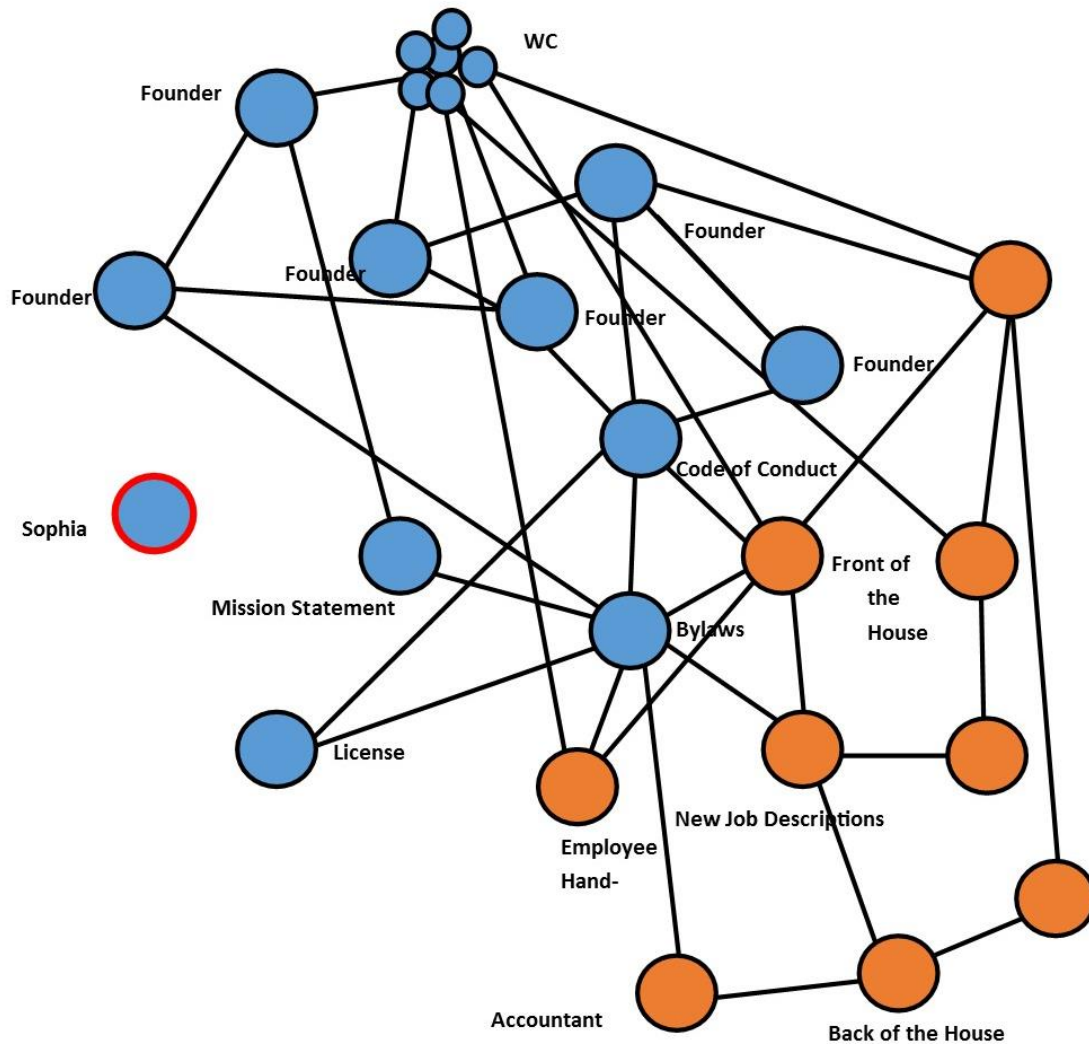 WC
Founder
Founder
Founder
Founder
Founder
Founder
Code of Conduct
Sophia
Front of
the
House
Mission Statement
Bylaws
License
New Job Descriptions
Employee
Hand-
Accountant
Back of the House